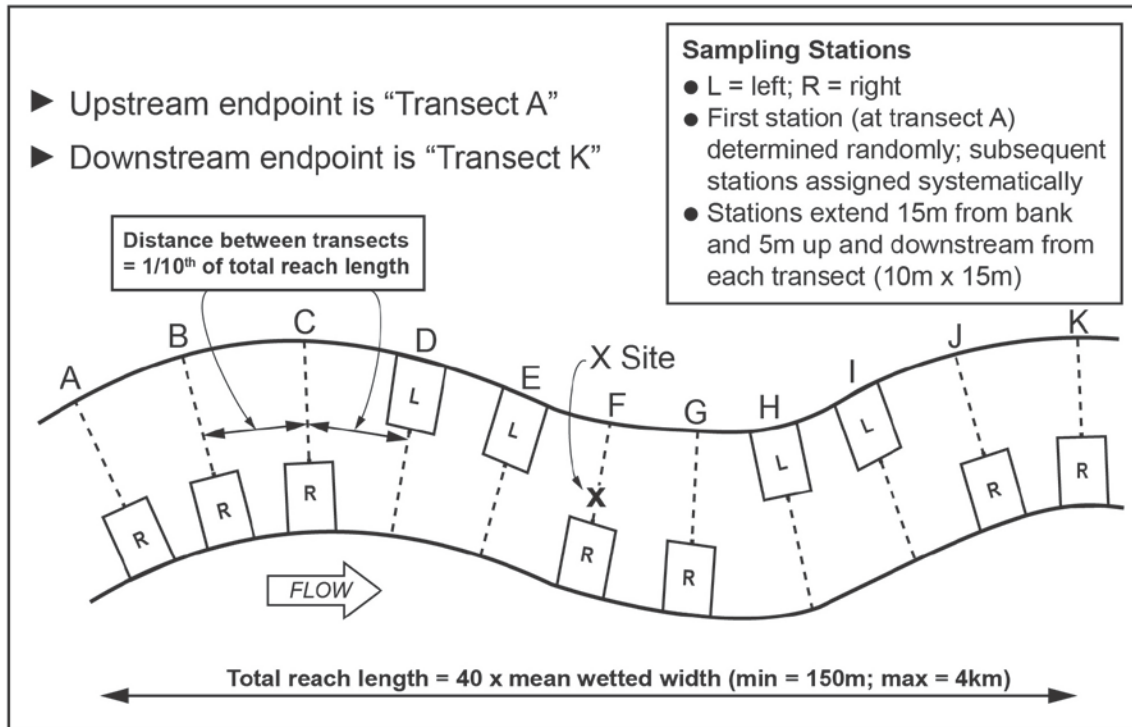 ► Upstream endpoint is “Transect A”
► Downstream endpoint is “Transect K”
Sampling Stations
● L = left; R = right
● First station (at transect A)
determined randomly; subsequent
stations assigned systematically
● Stations extend 15m from bank
and 5m up and downstream from
each transect (10m x 15m)
Distance between transects
= 1/10th of total reach length
A
B
C
D
E
X Site
F
G
H
I
J
K
L
L
L
L
X
R
R
R
R
R
R
R
FLOW
Total reach length = 40 x mean wetted width (min = 150m; max = 4km)